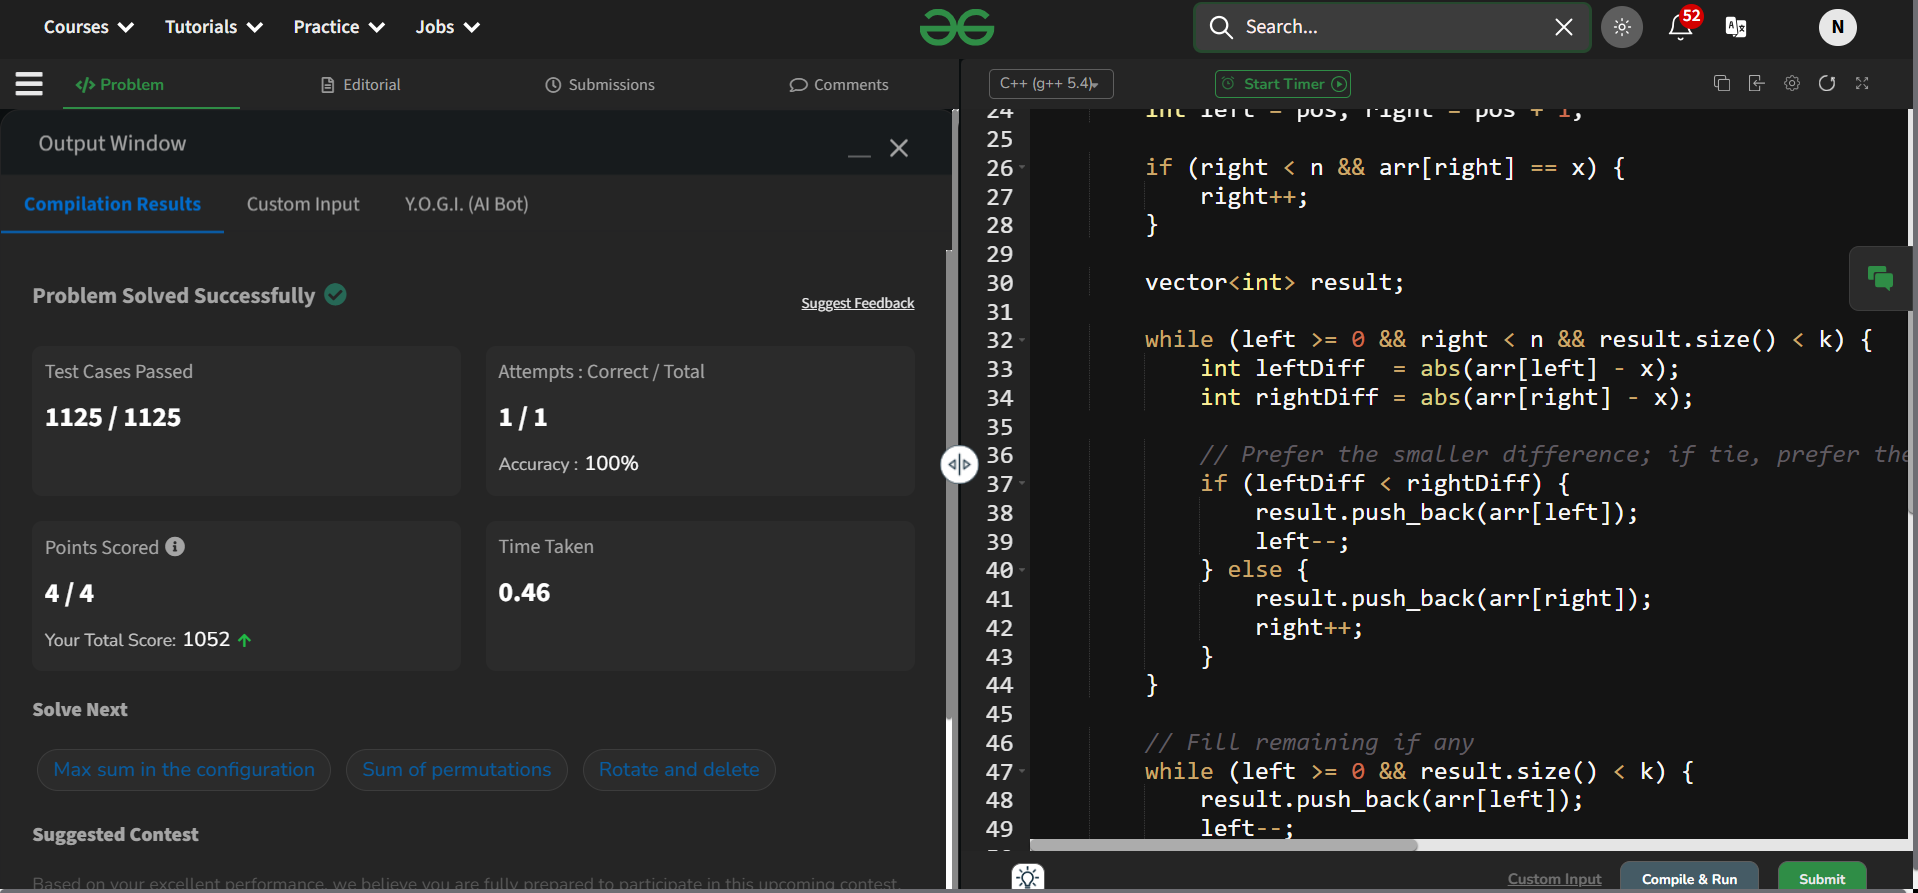 Courses Tutorials Practice Jobs Search... 52 N
Problem Editorial Submissions Comments C++ (g++ 5.4) Start Timer
Output Window
Compilation Results Custom Input Y.O.G.I. (AI Bot)
Problem Solved Successfully
Suggest Feedback
Test Cases Passed
1125 / 1125
Attempts : Correct / Total
1 / 1
Accuracy : 100%
Points Scored
4 / 4
Your Total Score: 1052
Time Taken
0.46
Solve Next
Max sum in the configuration Sum of permutations Rotate and delete
Suggested Contest
Based on your excellent performance, we believe you are fully prepared to participate in this upcoming contest.
24 int left = pos, right = pos + 1;
25
26 if (right < n && arr[right] == x) {
27 right++;
28 }
29
30 vector<int> result;
31
32 while (left >= 0 && right < n && result.size() < k) {
33 int leftDiff  = abs(arr[left] - x);
34 int rightDiff = abs(arr[right] - x);
35
36 // Prefer the smaller difference; if tie, prefer the
37 if (leftDiff < rightDiff) {
38 result.push_back(arr[left]);
39 left--;
40 } else {
41 result.push_back(arr[right]);
42 right++;
43 }
44 }
45
46 // Fill remaining if any
47 while (left >= 0 && result.size() < k) {
48 result.push_back(arr[left]);
49 left--;
Custom Input Compile & Run Submit